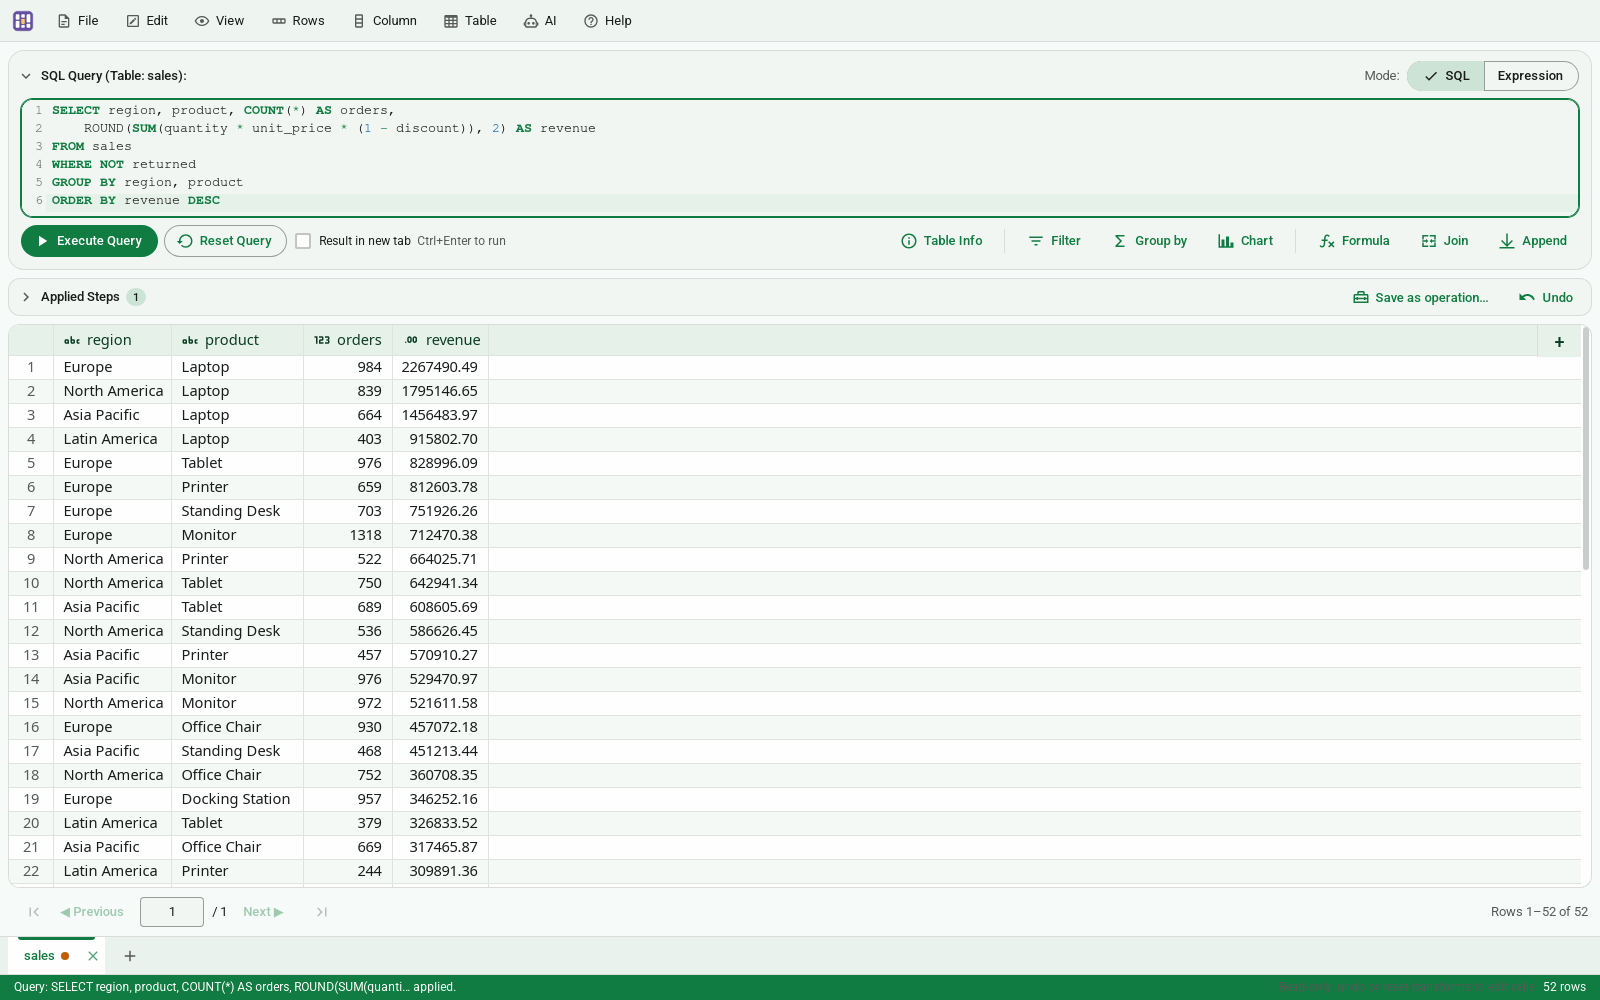 File Edit View Rows Column Table AI Help
SQL Query (Table: sales):
Mode: SQL Expression
1 SELECT region, product, COUNT(*) AS orders,
2 ROUND(SUM(quantity * unit_price * (1 - discount)), 2) AS revenue
3 FROM sales
4 WHERE NOT returned
5 GROUP BY region, product
6 ORDER BY revenue DESC
Execute Query Reset Query Result in new tab Ctrl+Enter to run Table Info Filter Group by Chart Formula Join Append
Applied Steps 1 Save as operation... Undo
abc region abc product 123 orders .00 revenue +
1 Europe Laptop 984 2267490.49
2 North America Laptop 839 1795146.65
3 Asia Pacific Laptop 664 1456483.97
4 Latin America Laptop 403 915802.70
5 Europe Tablet 976 828996.09
6 Europe Printer 659 812603.78
7 Europe Standing Desk 703 751926.26
8 Europe Monitor 1318 712470.38
9 North America Printer 522 664025.71
10 North America Tablet 750 642941.34
11 Asia Pacific Tablet 689 608605.69
12 North America Standing Desk 536 586626.45
13 Asia Pacific Printer 457 570910.27
14 Asia Pacific Monitor 976 529470.97
15 North America Monitor 972 521611.58
16 Europe Office Chair 930 457072.18
17 Asia Pacific Standing Desk 468 451213.44
18 North America Office Chair 752 360708.35
19 Europe Docking Station 957 346252.16
20 Latin America Tablet 379 326833.52
21 Asia Pacific Office Chair 669 317465.87
22 Latin America Printer 244 309891.36
Previous 1 / 1 Next Rows 1–52 of 52
sales
Query: SELECT region, product, COUNT(*) AS orders, ROUND(SUM(quanti... applied. 52 rows